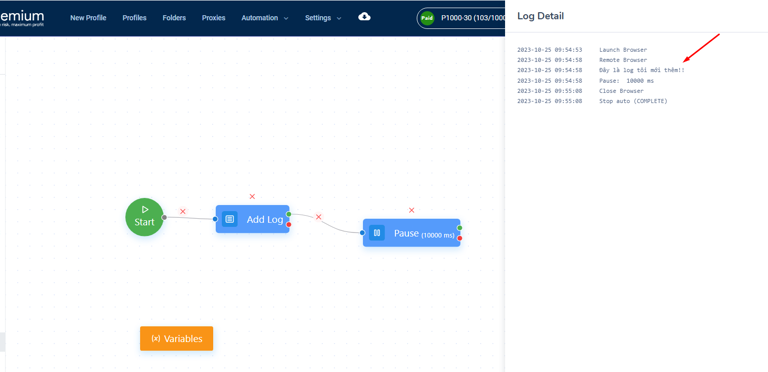 emium
e risk, maximum profit
New Profile
Profiles
Folders
Proxies
Automation
Settings
Paid P1000-30 (103/1000
Log Detail
2023-10-25 09:54:53 Launch Browser
2023-10-25 09:54:58 Remote Browser
2023-10-25 09:54:58 Đây là log tôi mới thêm!!
2023-10-25 09:54:58 Pause: 10000 ms
2023-10-25 09:55:08 Close Browser
2023-10-25 09:55:08 Stop auto (COMPLETE)
Start
Add Log
Pause (10000 ms)
{x} Variables